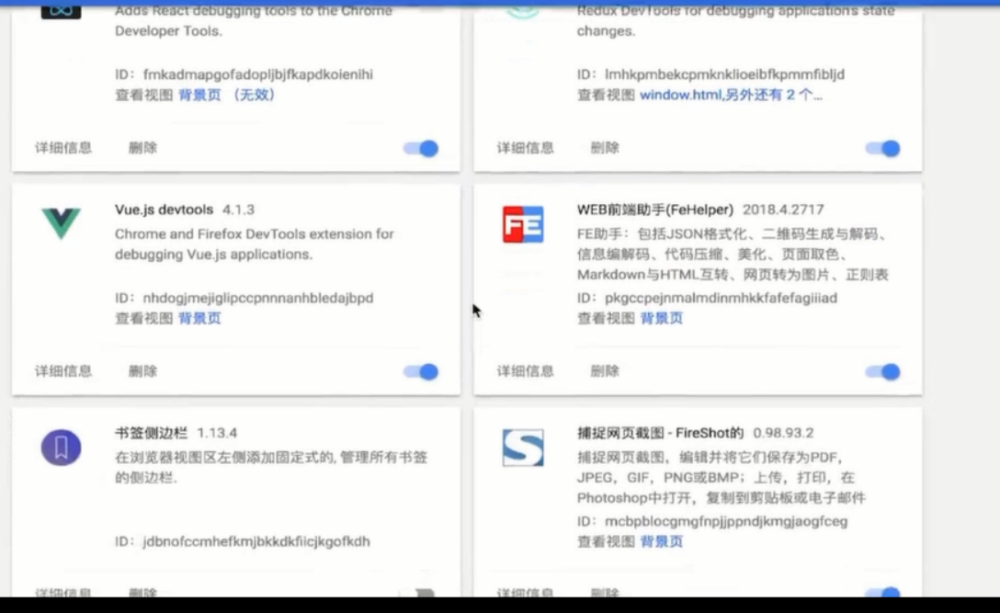 Adds React debugging tools to the Chrome
Developer Tools.
ID: fmkadmapgofadopljbjfkapdkoienihi
查看视图 背景页 （无效）
详细信息 删除
Redux DevTools for debugging application's state
changes.
ID: lmhkpmbekcpmknklioeibfkpmmfibljd
查看视图 window.html,另外还有 2 个...
详细信息 删除
Vue.js devtools 4.1.3
Chrome and Firefox DevTools extension for
debugging Vue.js applications.
ID: nhdogjmejiglipccpnnnanhbledajbpd
查看视图 背景页
详细信息 删除
FE
WEB前端助手(FeHelper) 2018.4.2717
FE助手：包括JSON格式化、二维码生成与解码、
信息编解码、代码压缩、美化、页面取色、
Markdown与HTML互转、网页转为图片、正则表
ID: pkgccpejnmalmdinmhkkfafefagiiiad
查看视图 背景页
详细信息 删除
书签侧边栏 1.13.4
在浏览器视图区左侧添加固定式的, 管理所有书签
的侧边栏.
ID: jdbnofccmhefkmjbkkdkfiicjkgofkdh
详细信息 删除
S
捕捉网页截图 - FireShot的 0.98.93.2
捕捉网页截图，编辑并将它们保存为PDF,
JPEG，GIF，PNG或BMP；上传，打印，在
Photoshop中打开，复制到剪贴板或电子邮件
ID: mcbpblocgmgfnpjjppndjkmgjaogfceg
查看视图 背景页
详细信息 删除